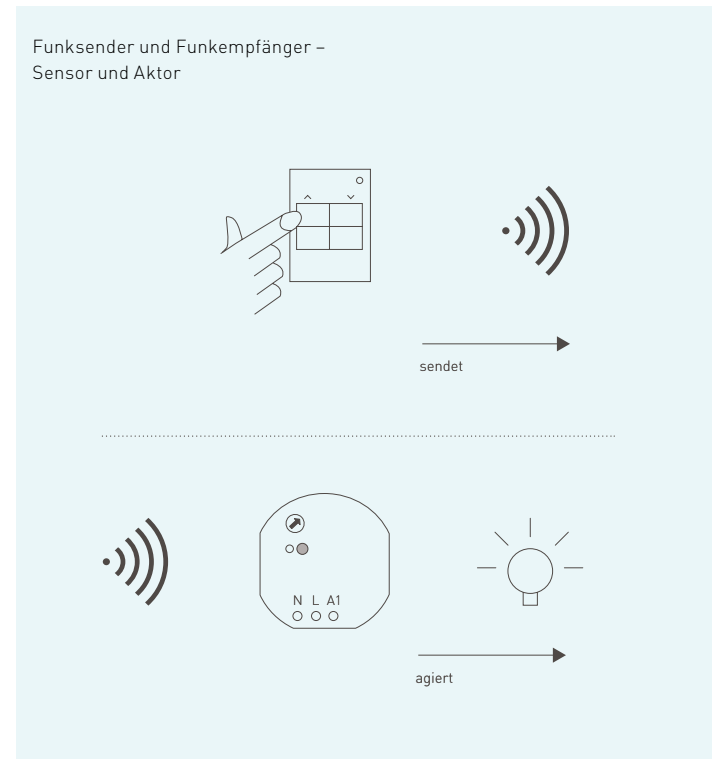 Funksender und Funkempfänger –
Sensor und Aktor
sendet
N L A1
agiert